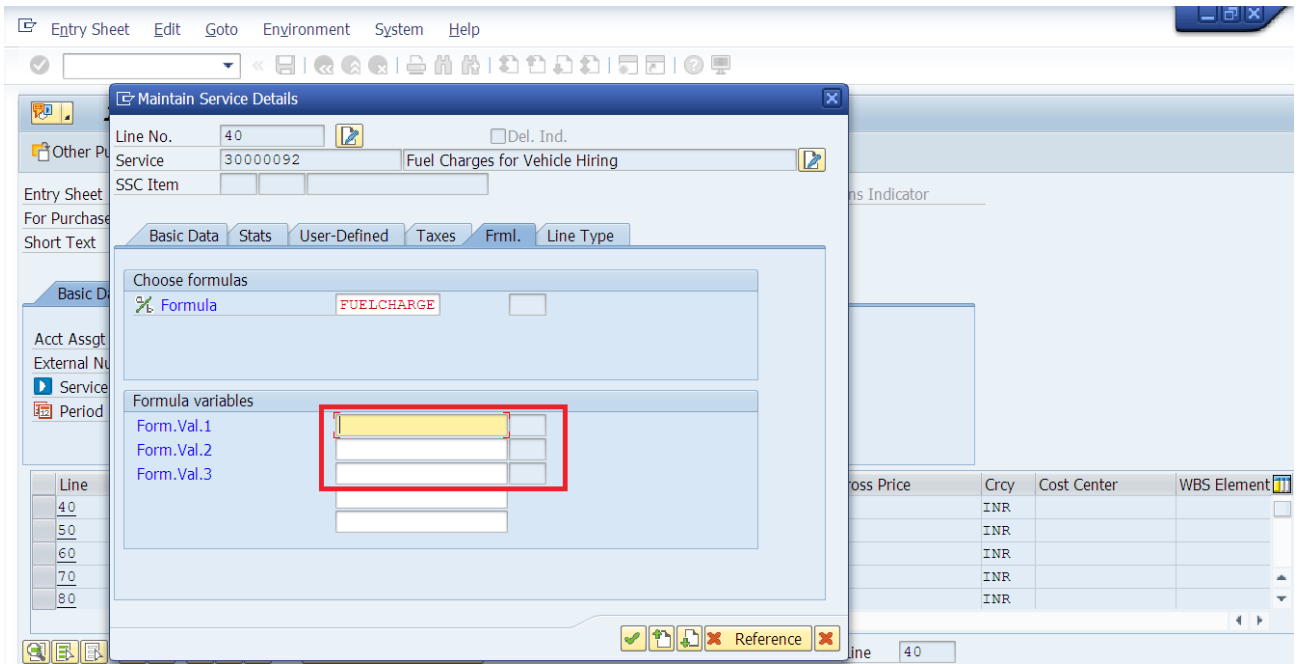 Entry Sheet Edit Goto Environment System Help
Maintain Service Details
Line No. 40 Del. Ind.
Other Pu
Service 30000092 Fuel Charges for Vehicle Hiring
SSC Item
Entry Sheet ns Indicator
For Purchase
Short Text
Basic Data Stats User-Defined Taxes Frml. Line Type
Choose formulas
Basic Da
Formula FUELCHARGE
Acct Assgt
External Nu
Service
Formula variables
Period
Form.Val.1
Form.Val.2
Form.Val.3
Line ross Price Crcy Cost Center WBS Element
40 INR
50 INR
60 INR
70 INR
80 INR
Reference
ine 40